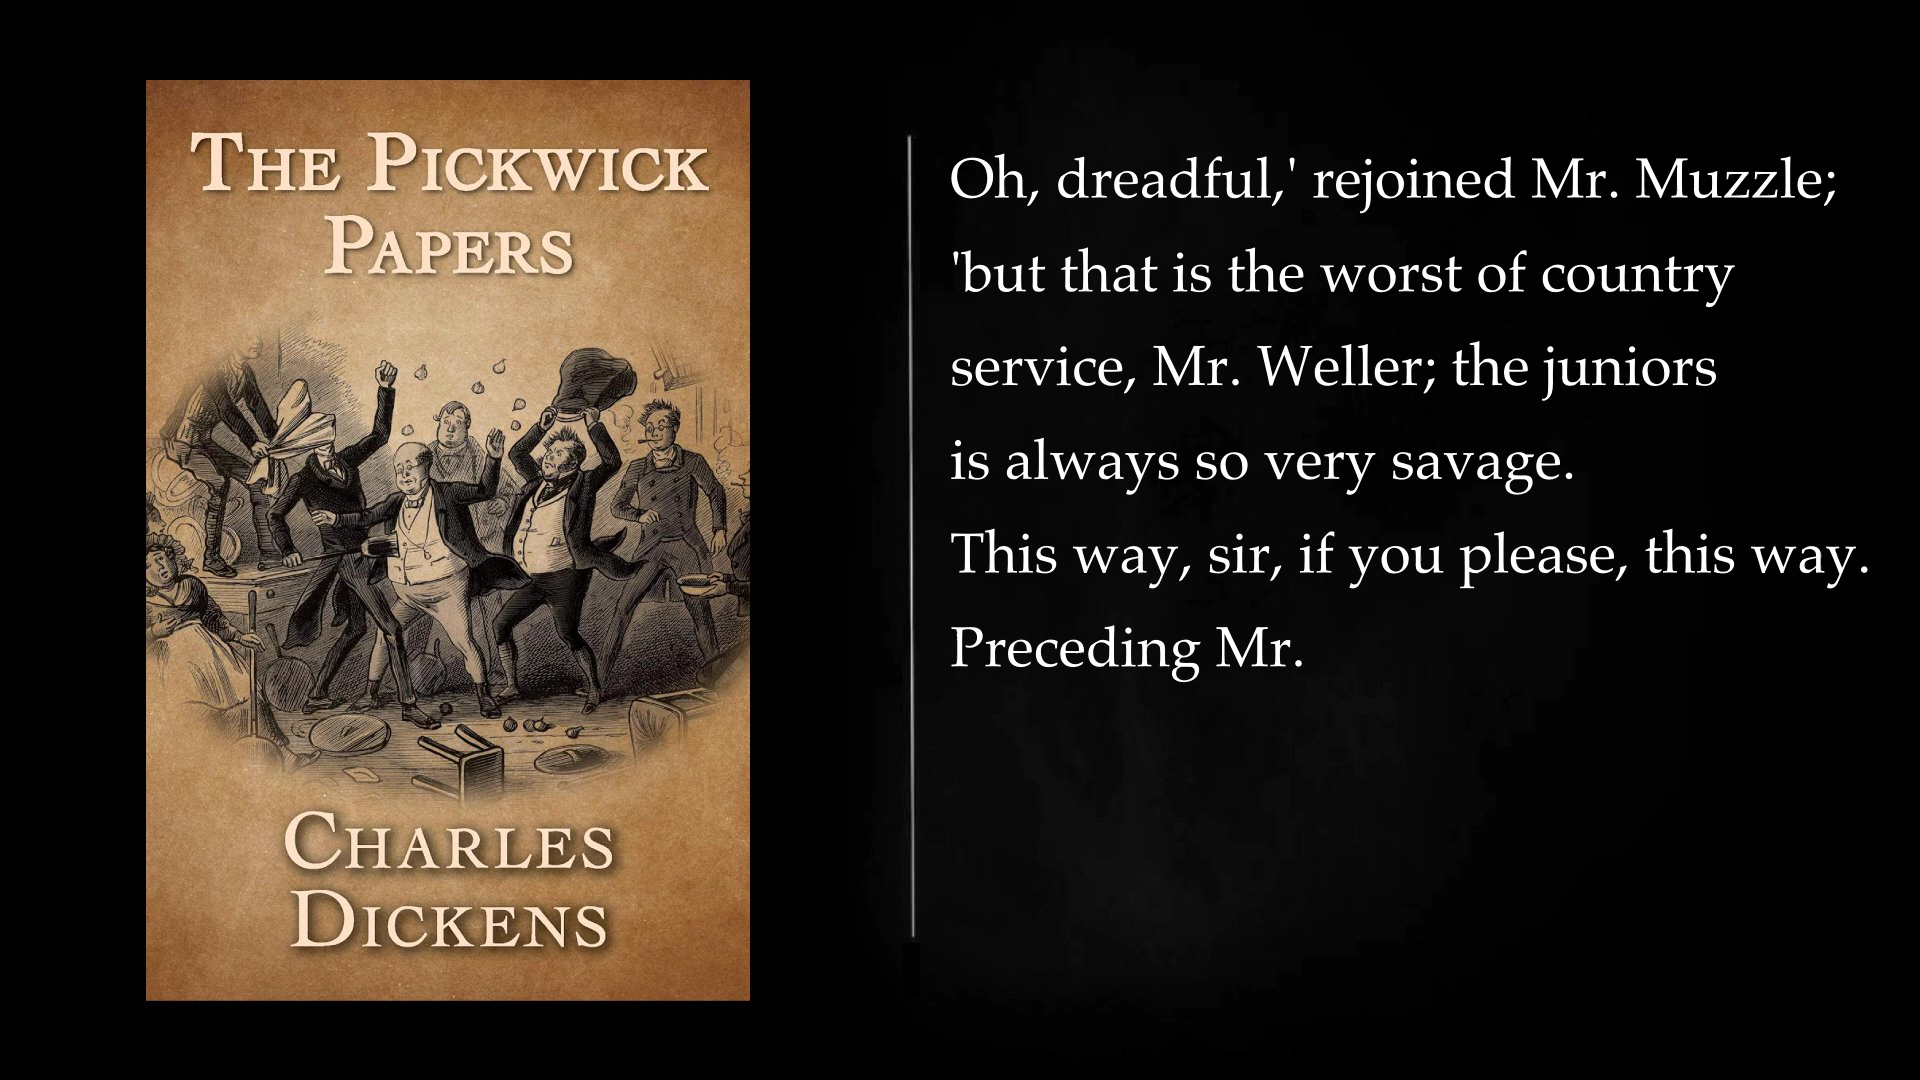 THE PICKWICK
PAPERS
CHARLES
DICKENS
Oh, dreadful,' rejoined Mr. Muzzle;
'but that is the worst of country
service, Mr. Weller; the juniors
is always so very savage.
This way, sir, if you please, this way.
Preceding Mr.